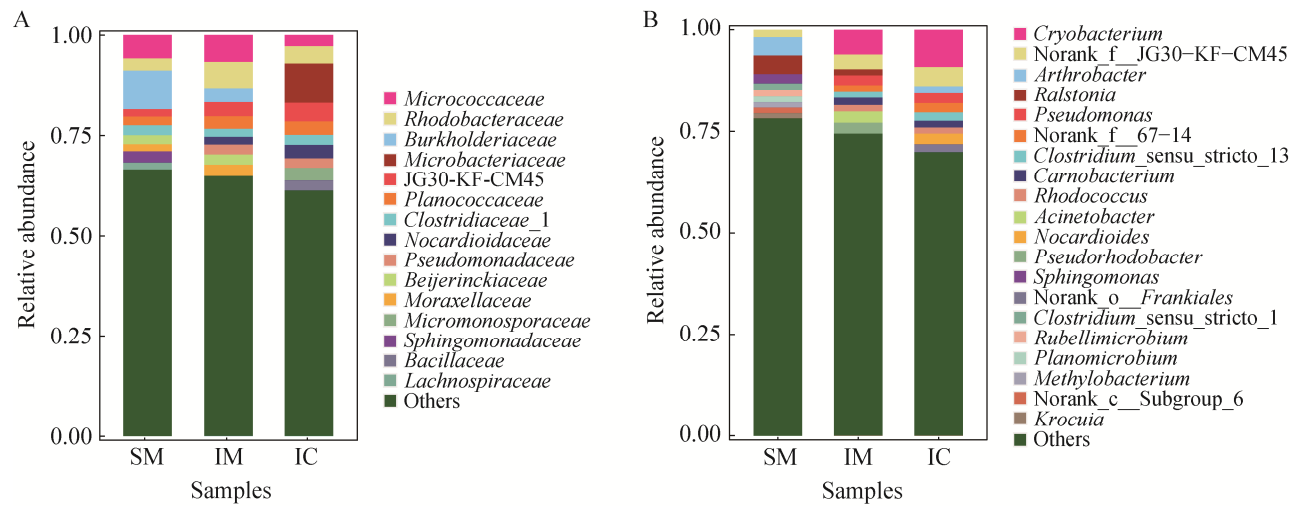 A
1.00
0.75
0.50
0.25
0.00
Relative abundance
SM IM IC
Samples
Micrococcaceae
Rhodobacteraceae
Burkholderiaceae
Microbacteriaceae
JG30-KF-CM45
Planococcaceae
Clostridiaceae_1
Nocardioidaceae
Pseudomonadaceae
Beijerinckiaceae
Moraxellaceae
Micromonosporaceae
Sphingomonadaceae
Bacillaceae
Lachnospiraceae
Others
B
1.00
0.75
0.50
0.25
0.00
Relative abundance
SM IM IC
Samples
Cryobacterium
Norank_f__JG30−KF−CM45
Arthrobacter
Ralstonia
Pseudomonas
Norank_f__67−14
Clostridium_sensu_stricto_13
Carnobacterium
Rhodococcus
Acinetobacter
Nocardioides
Pseudorhodobacter
Sphingomonas
Norank_o__Frankiales
Clostridium_sensu_stricto_1
Rubellimicrobium
Planomicrobium
Methylobacterium
Norank_c__Subgroup_6
Krocuia
Others